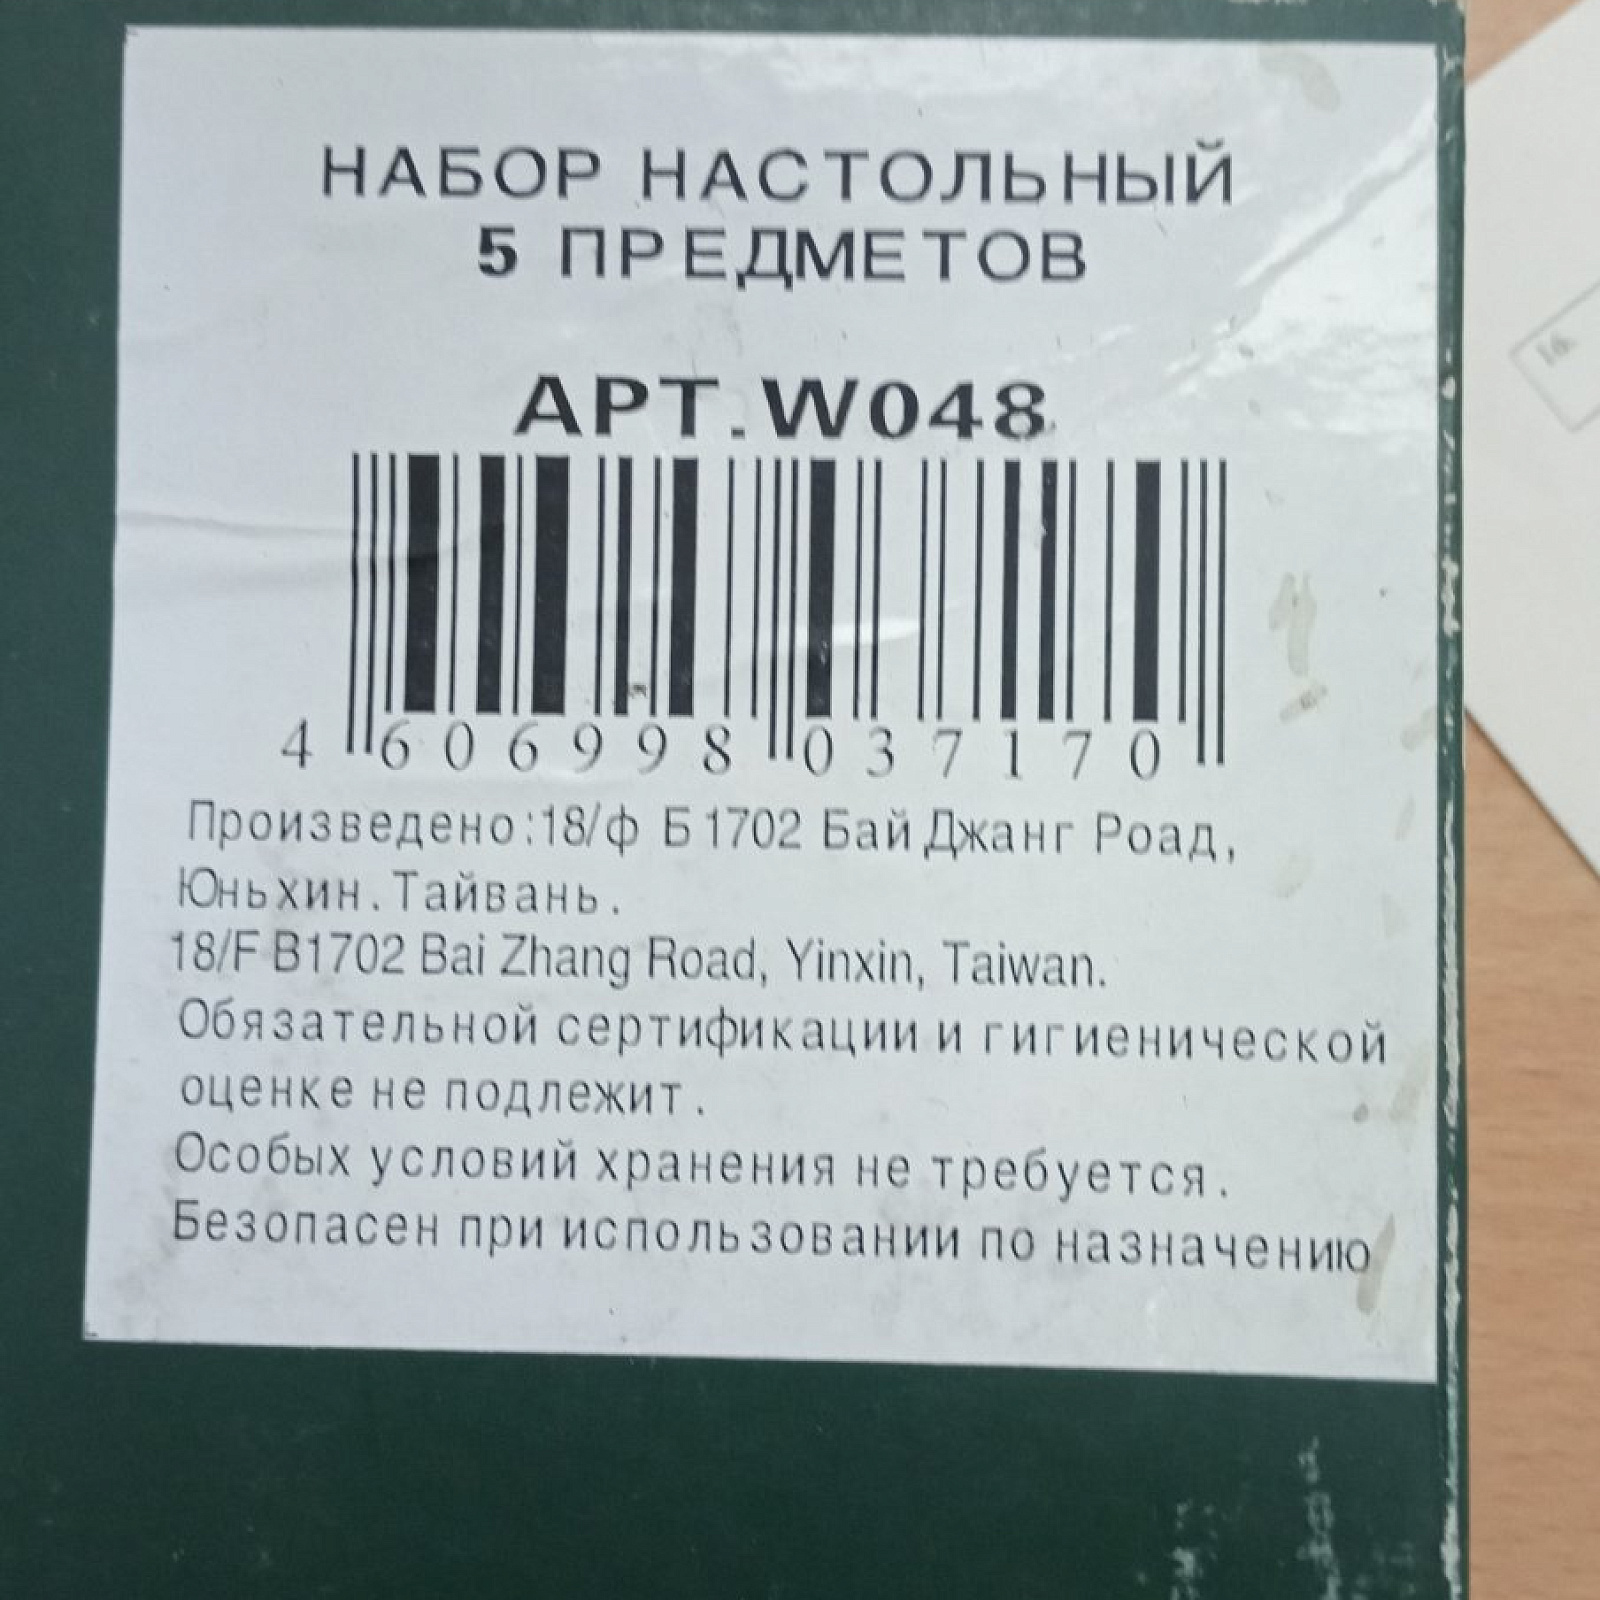 НАБОР НАСТОЛЬНЫЙ
5 ПРЕДМЕТОВ
АРТ.W048
4 606998 037170
Произведено:18/ф Б1702 Бай Джанг Роад,
Юньхин.Тайвань.
18/F B1702 Bai Zhang Road, Yinxin, Taiwan.
Обязательной сертификации и гигиенической
оценке не подлежит.
Особых условий хранения не требуется.
Безопасен при использовании по назначению